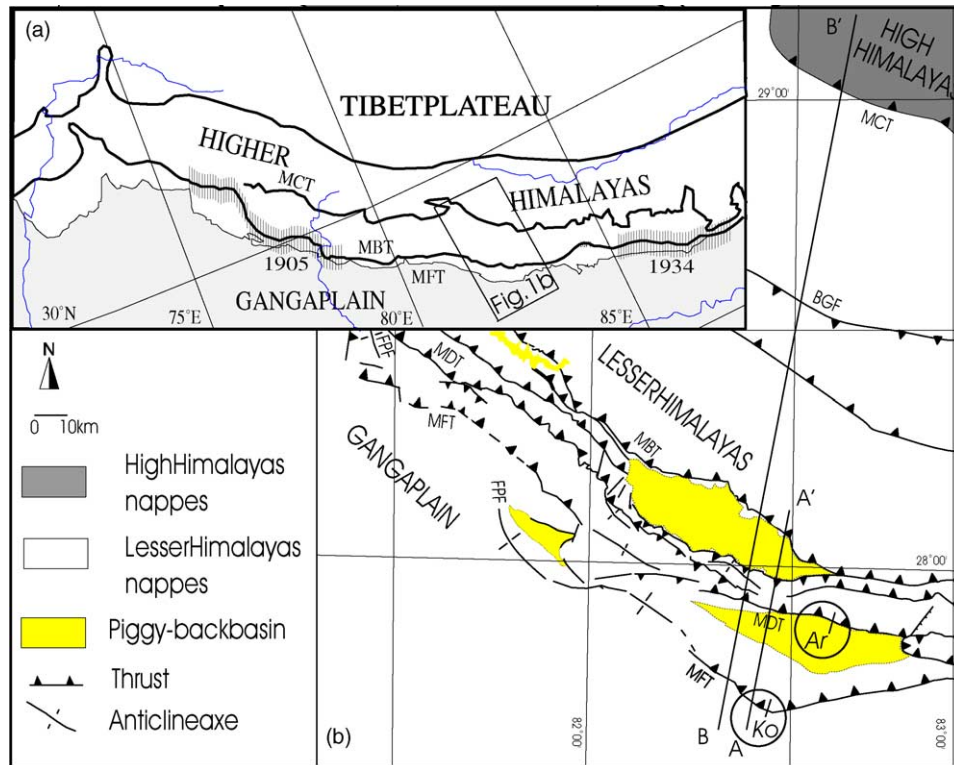 (a)
TIBETPLATEAU
HIGHER
MCT
HIMALAYAS
1905
MBT
MFT
1934
GANGAPLAIN
Fig.1b
30°N
75°E
80°E
85°E
B'
HIGH
HIMALAYAS
29°00'
MCT
BGF
N
0 10km
HighHimalayas
nappes
LesserHimalayas
nappes
Piggy-backbasin
Thrust
Anticlineaxe
FPF
MDT
MFT
LESSERHIMALAYAS
MBT
GANGAPLAIN
FPF
A'
28°00'
MDT
Ar
MFT
Ko
B
A
(b)
82°00'
83°00'